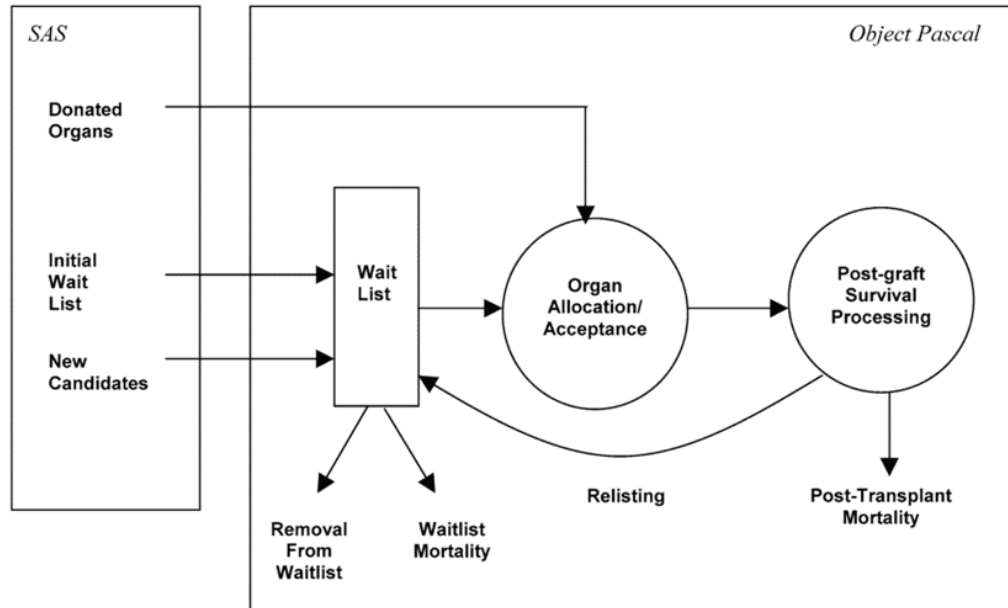 SAS
Object Pascal
Donated
Organs
Initial
Wait
List
New
Candidates
Wait
List
Organ
Allocation/
Acceptance
Post-graft
Survival
Processing
Removal
From
Waitlist
Waitlist
Mortality
Relisting
Post-Transplant
Mortality